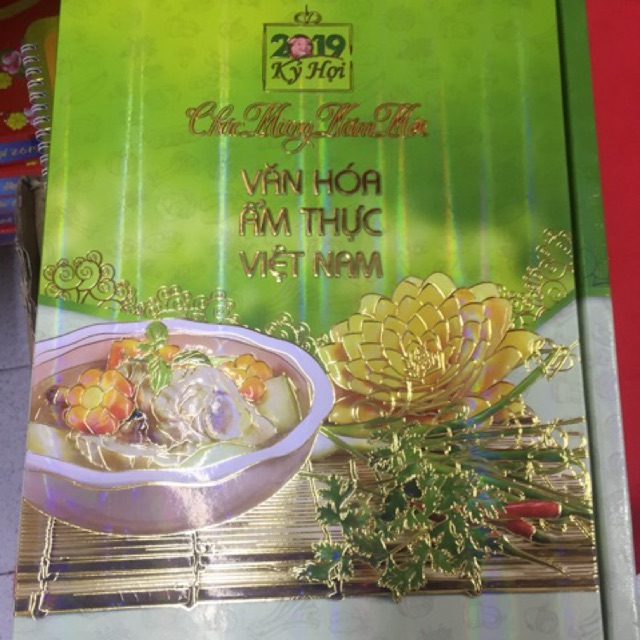 2019
Kỷ Hợi
Chúc Mừng Năm Mới
VĂN HÓA
ẨM THỰC
VIỆT NAM